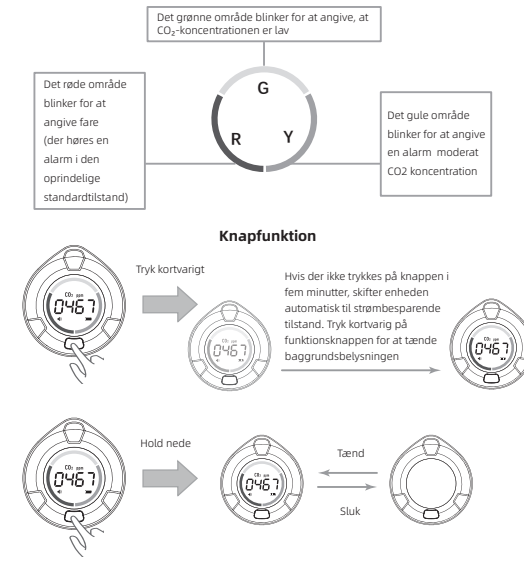 Det grønne område blinker for at angive, at
CO₂-koncentrationen er lav
Det røde område
blinker for at
angive fare
(der høres en
alarm i den
oprindelige
standardtilstand)
G
R
Y
Det gule område
blinker for at angive
en alarm moderat
CO2 koncentration
Knapfunktion
CO₂ ppm
0467
Tryk kortvarigt
CO₂ ppm
0467
Hvis der ikke trykkes på knappen i
fem minutter, skifter enheden
automatisk til strømbesparende
tilstand. Tryk kortvarig på
funktionsknappen for at tænde
baggrundsbelysningen
CO₂ ppm
0467
CO₂ ppm
0467
Hold nede
CO₂ ppm
0467
Tænd
Sluk